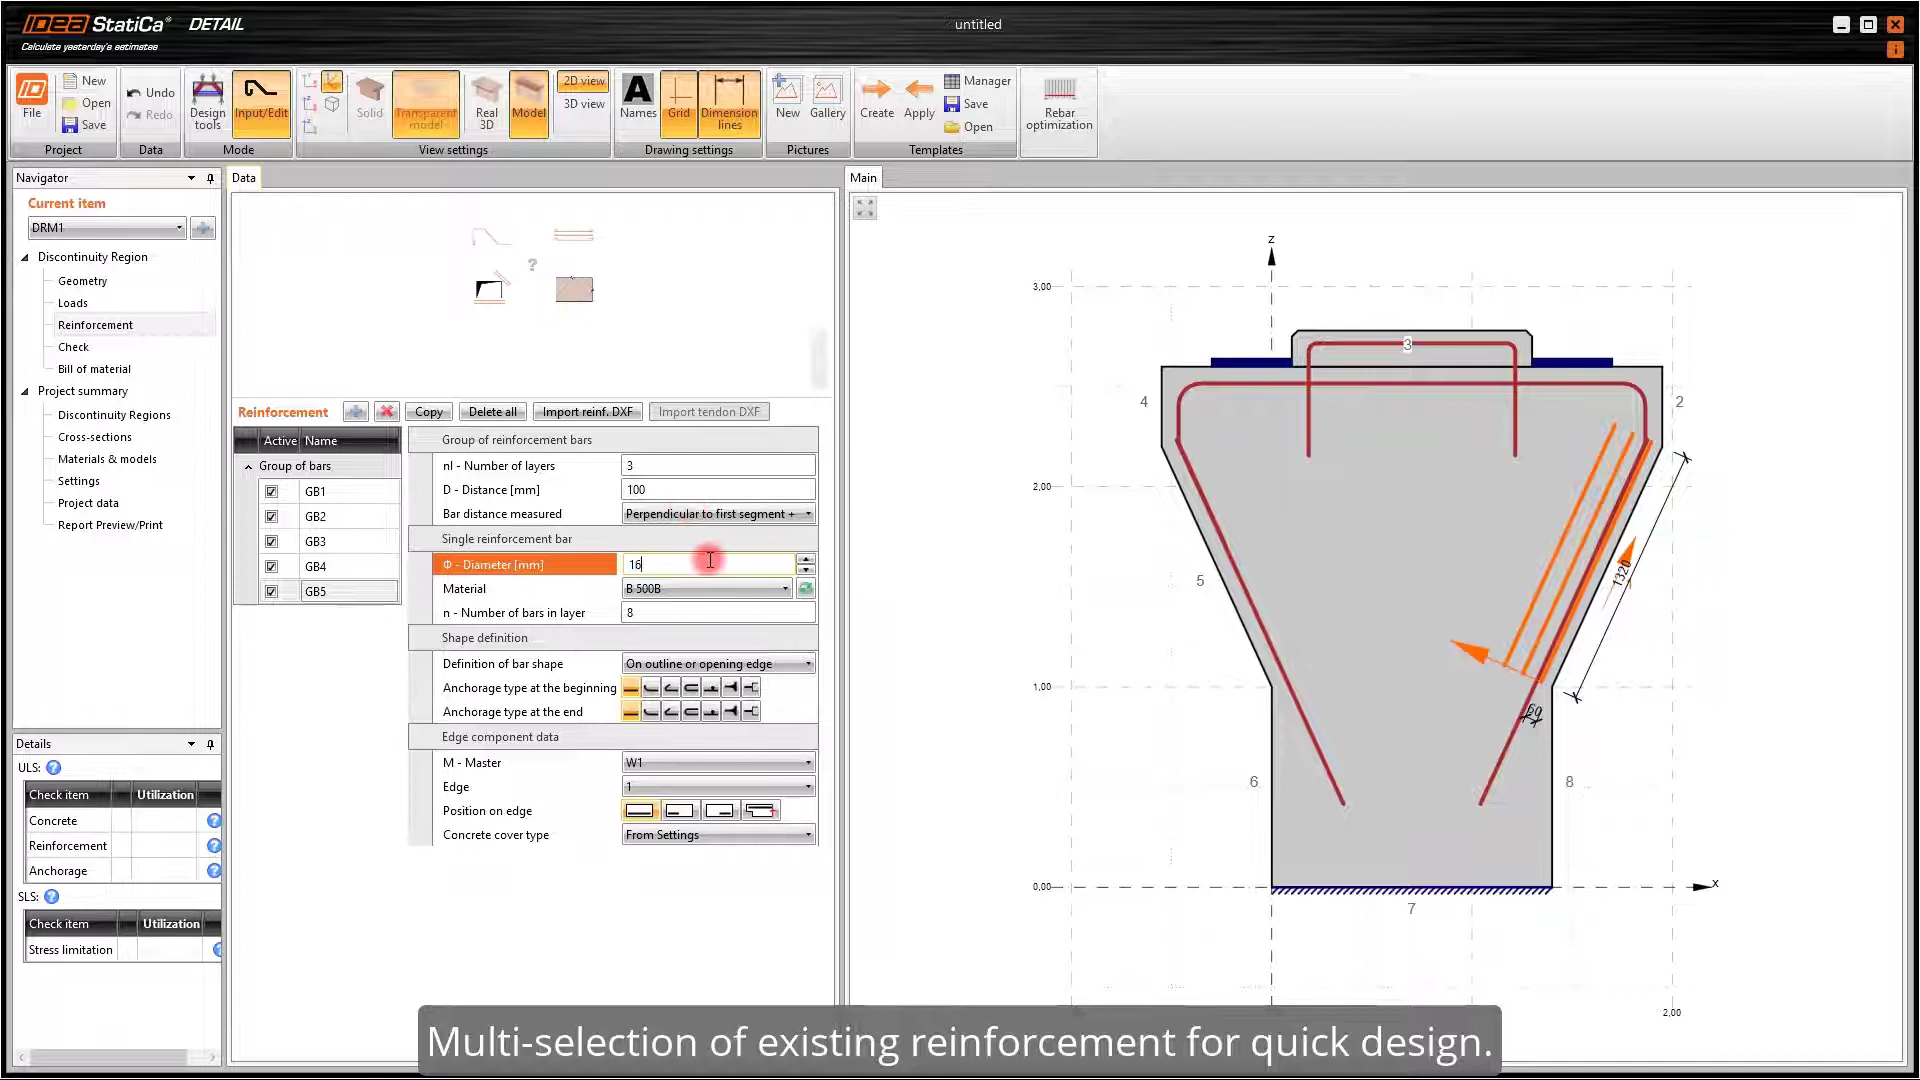 IDEA StatiCa® DETAIL
Calculate yesterday's estimates
untitled
File
New
Open
Save
Project
Undo
Redo
Data
Design tools
Input/Edit
Mode
Solid
Transparent model
Real 3D
Model
2D view
3D view
View settings
Names
Grid
Dimension lines
Drawing settings
New
Gallery
Pictures
Create
Apply
Manager
Save
Open
Templates
Rebar optimization
Navigator
Current item
DRM1
Discontinuity Region
Geometry
Loads
Reinforcement
Check
Bill of material
Project summary
Discontinuity Regions
Cross-sections
Materials & models
Settings
Project data
Report Preview/Print
Details
ULS: ?
Check item Utilization
Concrete ?
Reinforcement ?
Anchorage ?
SLS: ?
Check item Utilization
Stress limitation
Data
?
Reinforcement Copy Delete all Import reinf. DXF Import tendon DXF
Active Name
Group of bars
GB1
GB2
GB3
GB4
GB5
Group of reinforcement bars
nl - Number of layers 3
D - Distance [mm] 100
Bar distance measured Perpendicular to first segment +
Single reinforcement bar
Φ - Diameter [mm] 16
Material B 500B
n - Number of bars in layer 8
Shape definition
Definition of bar shape On outline or opening edge
Anchorage type at the beginning
Anchorage type at the end
Edge component data
M - Master W1
Edge 1
Position on edge
Concrete cover type From Settings
Main
z
3,00
3
4
2
2,00
5
1320
1,00
60
6
8
0,00
x
7
2,00
Multi-selection of existing reinforcement for quick design.